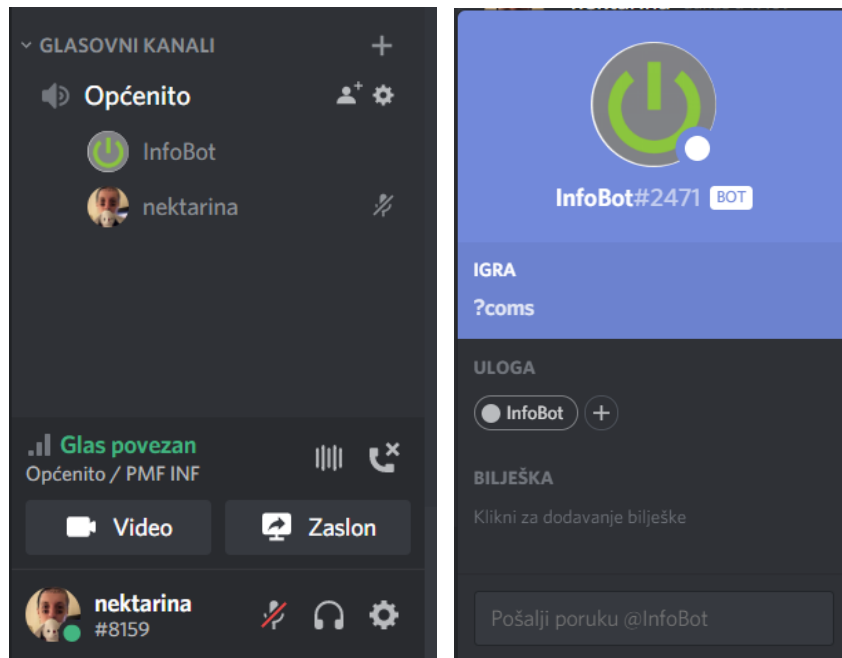 GLASOVNI KANALI
Općenito
InfoBot
nektarina
Glas povezan
Općenito / PMF INF
Video
Zaslon
nektarina
#8159
InfoBot#2471 BOT
IGRA
?coms
ULOGA
InfoBot
BILJEŠKA
Klikni za dodavanje bilješke
Pošalji poruku @InfoBot